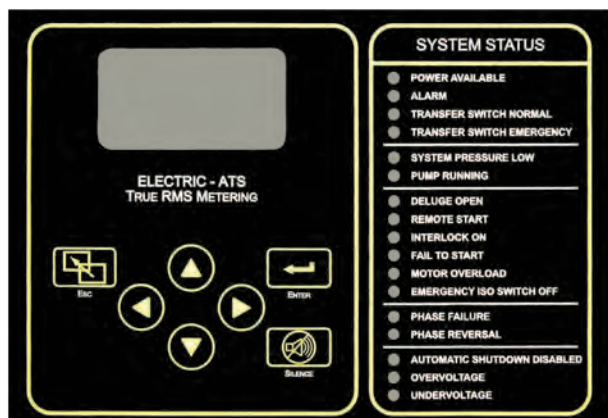 ELECTRIC - ATS
TRUE RMS METERING
ESC
ENTER
SILENCE
SYSTEM STATUS
POWER AVAILABLE
ALARM
TRANSFER SWITCH NORMAL
TRANSFER SWITCH EMERGENCY
SYSTEM PRESSURE LOW
PUMP RUNNING
DELUGE OPEN
REMOTE START
INTERLOCK ON
FAIL TO START
MOTOR OVERLOAD
EMERGENCY ISO SWITCH OFF
PHASE FAILURE
PHASE REVERSAL
AUTOMATIC SHUTDOWN DISABLED
OVERVOLTAGE
UNDERVOLTAGE